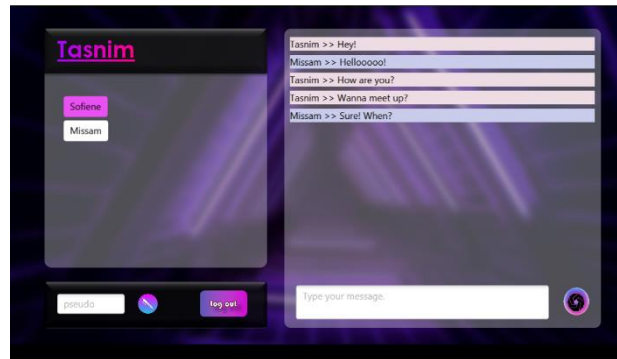 Tasnim
Sofiene
Missam
pseudo
log out
Tasnim >> Hey!
Missam >> Hellooooo!
Tasnim >> How are you?
Tasnim >> Wanna meet up?
Missam >> Sure! When?
Type your message.